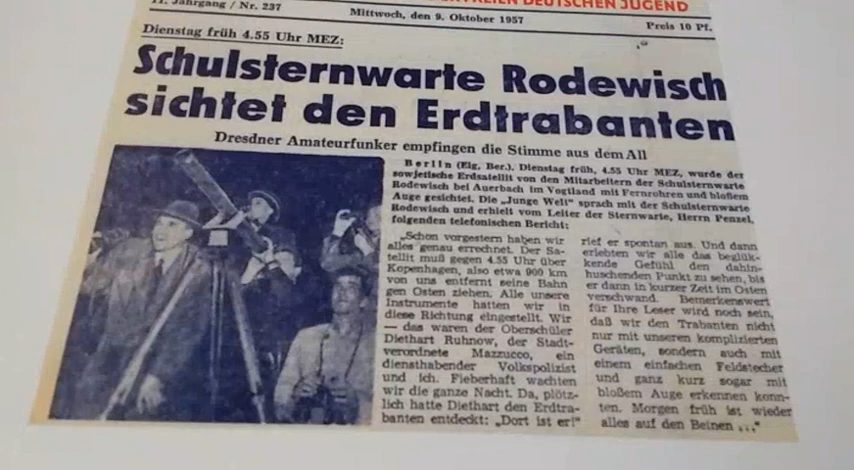 11. Jahrgang / Nr. 237
FREIEN DEUTSCHEN JUGEND
Mittwoch, den 9. Oktober 1957
Preis 10 Pf.
Dienstag früh 4.55 Uhr MEZ:
Schulsternwarte Rodewisch
sichtet den Erdtrabanten
Dresdner Amateurfunker empfingen die Stimme aus dem All
Berlin (Eig. Ber.). Dienstag früh, 4.55 Uhr MEZ, wurde der
sowjetische Erdsatellit von den Mitarbeitern der Schulsternwarte
Rodewisch bei Auerbach im Vogtland mit Fernrohren und bloßem
Auge gesichtet. Die „Junge Welt" sprach mit der Schulsternwarte
Rodewisch und erhielt vom Leiter der Sternwarte, Herrn Penzel,
folgenden telefonischen Bericht:
„Schon vorgestern haben wir
alles genau errechnet. Der Sa-
tellit muß gegen 4.55 Uhr über
Kopenhagen, also etwa 900 km
von uns entfernt seine Bahn
gen Osten ziehen. Alle unsere
Instrumente hatten wir in
diese Richtung eingestellt. Wir
— das waren der Oberschüler
Diethart Ruhnow, der Stadt-
verordnete Mazzucco, ein
diensthabender Volkspolizist
und ich. Fieberhaft wachten
wir die ganze Nacht. Da, plötz-
lich hatte Diethart den Erdtra-
banten entdeckt: „Dort ist er!"
rief er spontan aus. Und dann
erlebten wir alle das beglük-
kende Gefühl den dahin-
huschenden Punkt zu sehen, bis
er dann in kurzer Zeit im Osten
verschwand. Bemerkenswert
für Ihre Leser wird noch sein,
daß wir den Trabanten nicht
nur mit unseren komplizierten
Geräten, sondern auch mit
einem einfachen Feldstecher
und ganz kurz sogar mit
bloßem Auge erkennen konn-
ten. Morgen früh ist wieder
alles auf den Beinen ..."